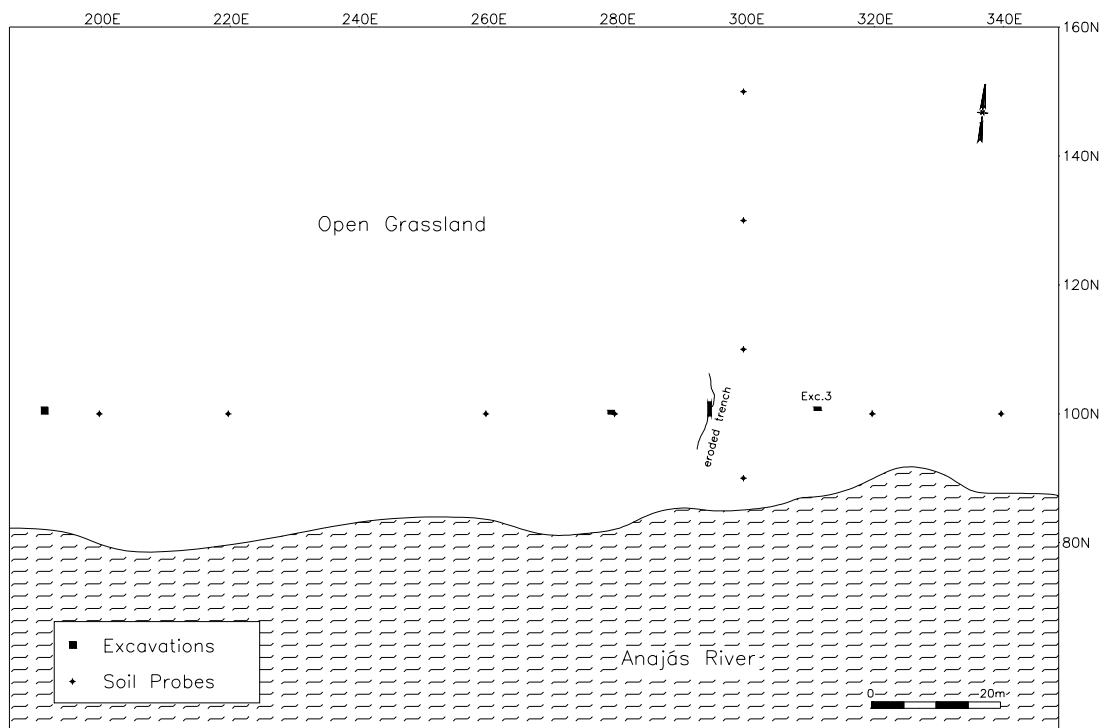 200E 220E 240E 260E 280E 300E 320E 340E
160N
140N
Open Grassland
120N
Exc.3
eroded trench
100N
80N
Excavations
Anajás River
Soil Probes
0 20m